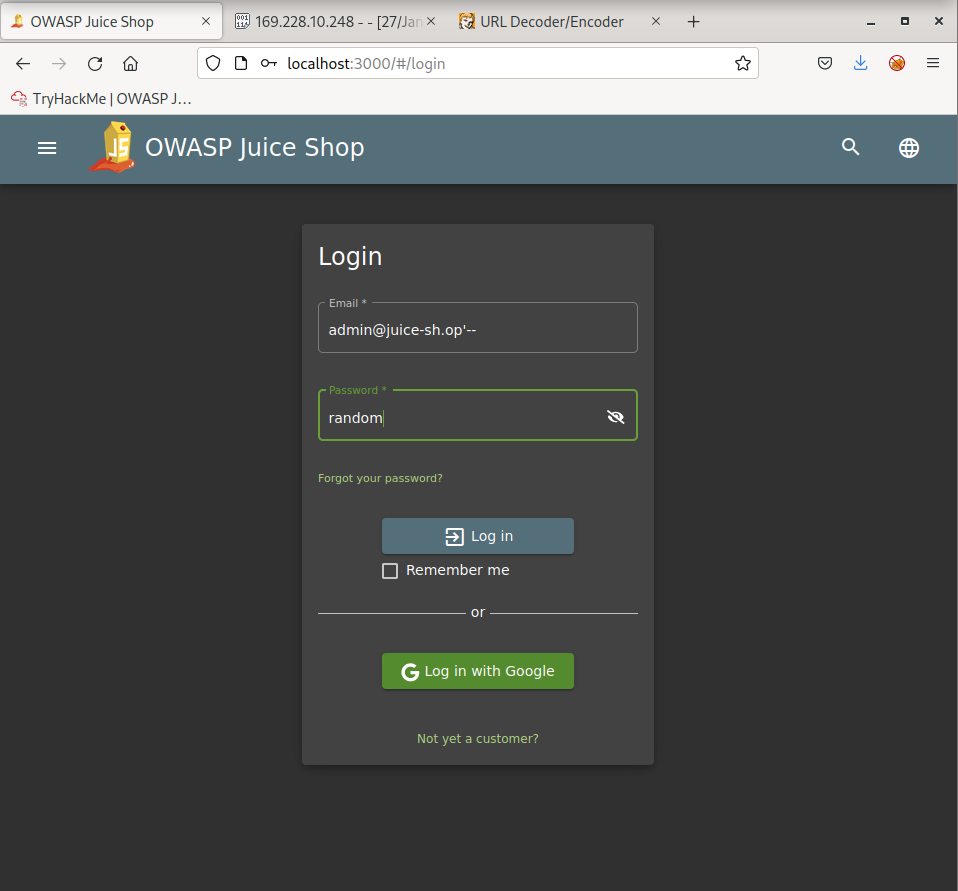 OWASP Juice Shop
169.228.10.248 - - [27/Jan
URL Decoder/Encoder
localhost:3000/#/login
TryHackMe | OWASP J…
JS
OWASP Juice Shop
Login
Email *
admin@juice-sh.op'--
Password *
random
Forgot your password?
Log in
Remember me
or
G Log in with Google
Not yet a customer?